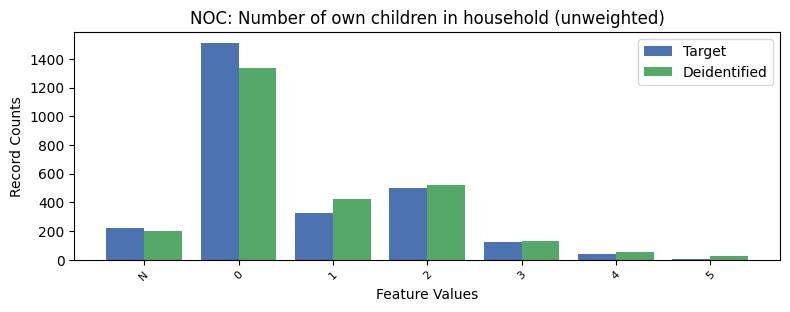 NOC: Number of own children in household (unweighted)
Target
Deidentified
Record Counts
1400
1200
1000
800
600
400
200
0
N 0 1 2 3 4 5
Feature Values